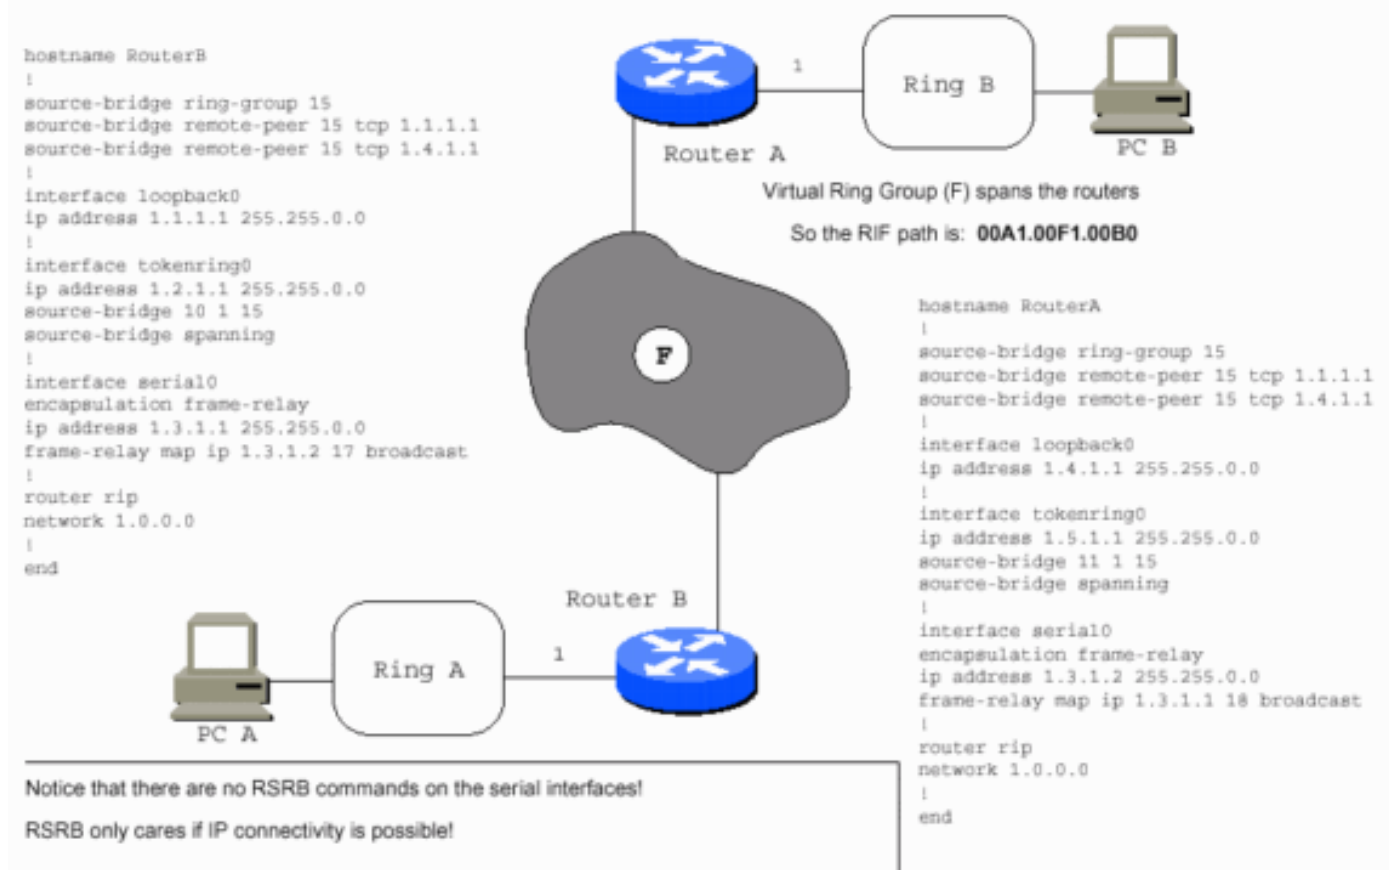 hostname RouterB
!
source-bridge ring-group 15
source-bridge remote-peer 15 tcp 1.1.1.1
source-bridge remote-peer 15 tcp 1.4.1.1
!
interface loopback0
ip address 1.1.1.1 255.255.0.0
!
interface tokenring0
ip address 1.2.1.1 255.255.0.0
source-bridge 10 1 15
source-bridge spanning
!
interface serial0
encapsulation frame-relay
ip address 1.3.1.1 255.255.0.0
frame-relay map ip 1.3.1.2 17 broadcast
!
router rip
network 1.0.0.0
!
end
1
Ring B
Router A
PC B
Virtual Ring Group (F) spans the routers
So the RIF path is: 00A1.00F1.00B0
F
hostname RouterA
!
source-bridge ring-group 15
source-bridge remote-peer 15 tcp 1.1.1.1
source-bridge remote-peer 15 tcp 1.4.1.1
!
interface loopback0
ip address 1.4.1.1 255.255.0.0
!
interface tokenring0
ip address 1.5.1.1 255.255.0.0
source-bridge 11 1 15
source-bridge spanning
!
interface serial0
encapsulation frame-relay
ip address 1.3.1.2 255.255.0.0
frame-relay map ip 1.3.1.1 18 broadcast
!
router rip
network 1.0.0.0
!
end
Router B
1
Ring A
PC A
Notice that there are no RSRB commands on the serial interfaces!
RSRB only cares if IP connectivity is possible!